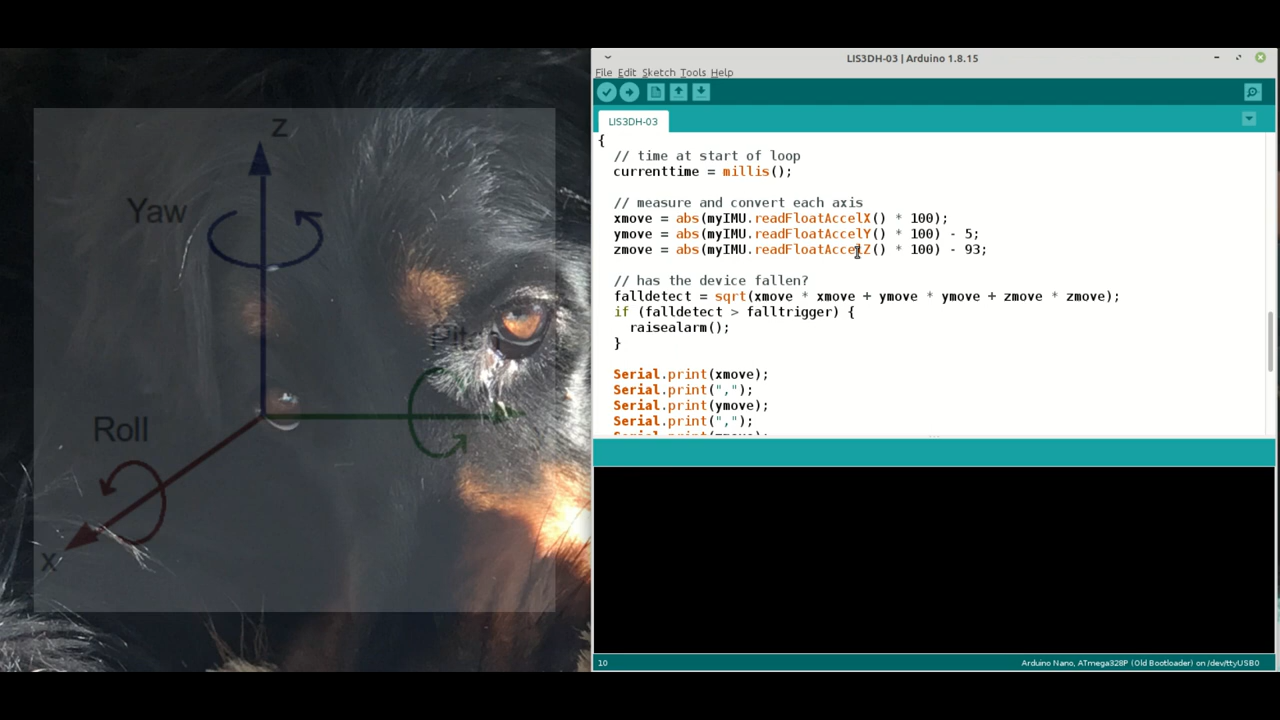 z
Yaw
Pitch
Roll
x
LIS3DH-03 | Arduino 1.8.15
File Edit Sketch Tools Help
LIS3DH-03
{
// time at start of loop
currenttime = millis();
// measure and convert each axis
xmove = abs(myIMU.readFloatAccelX() * 100);
ymove = abs(myIMU.readFloatAccelY() * 100) - 5;
zmove = abs(myIMU.readFloatAccelZ() * 100) - 93;
// has the device fallen?
falldetect = sqrt(xmove * xmove + ymove * ymove + zmove * zmove);
if (falldetect > falltrigger) {
raisealarm();
}
Serial.print(xmove);
Serial.print(",");
Serial.print(ymove);
Serial.print(",");
10
Arduino Nano, ATmega328P (Old Bootloader) on /dev/ttyUSB0